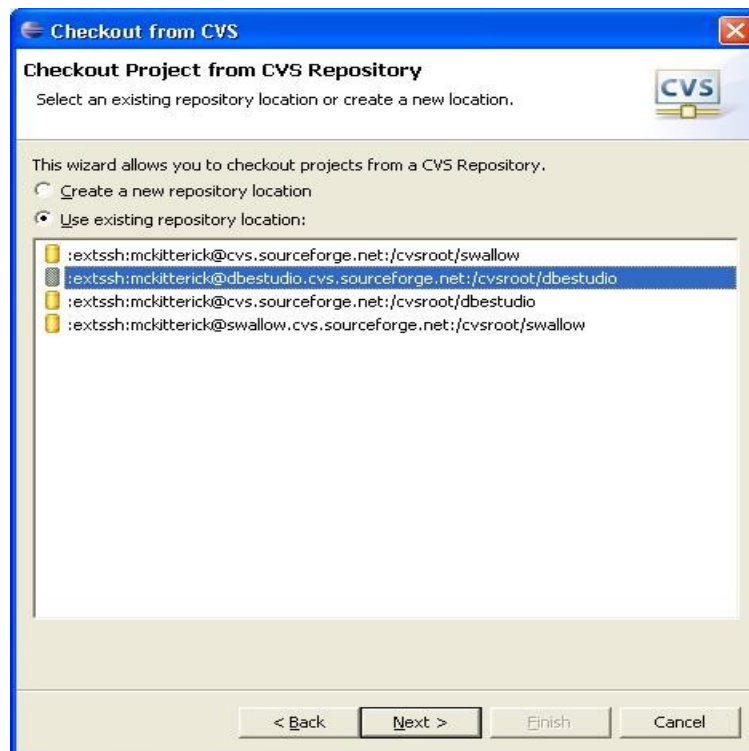 Checkout from CVS
Checkout Project from CVS Repository
Select an existing repository location or create a new location.
CVS
This wizard allows you to checkout projects from a CVS Repository.
Create a new repository location
Use existing repository location:
:extssh:mckitterick@cvs.sourceforge.net:/cvsroot/swallow
:extssh:mckitterick@dbestudio.cvs.sourceforge.net:/cvsroot/dbestudio
:extssh:mckitterick@cvs.sourceforge.net:/cvsroot/dbestudio
:extssh:mckitterick@swallow.cvs.sourceforge.net:/cvsroot/swallow
< Back
Next >
Finish
Cancel